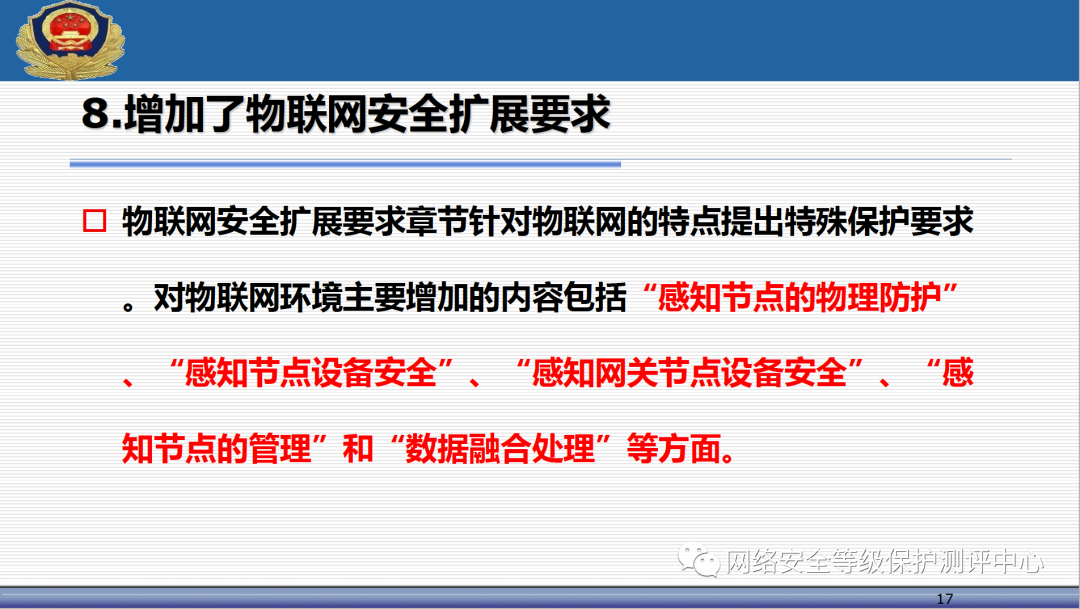 8.增加了物联网安全扩展要求
物联网安全扩展要求章节针对物联网的特点提出特殊保护要求
。对物联网环境主要增加的内容包括“感知节点的物理防护”
、“感知节点设备安全”、“感知网关节点设备安全”、“感
知节点的管理”和“数据融合处理”等方面。
网络安全等级保护测评中心
17